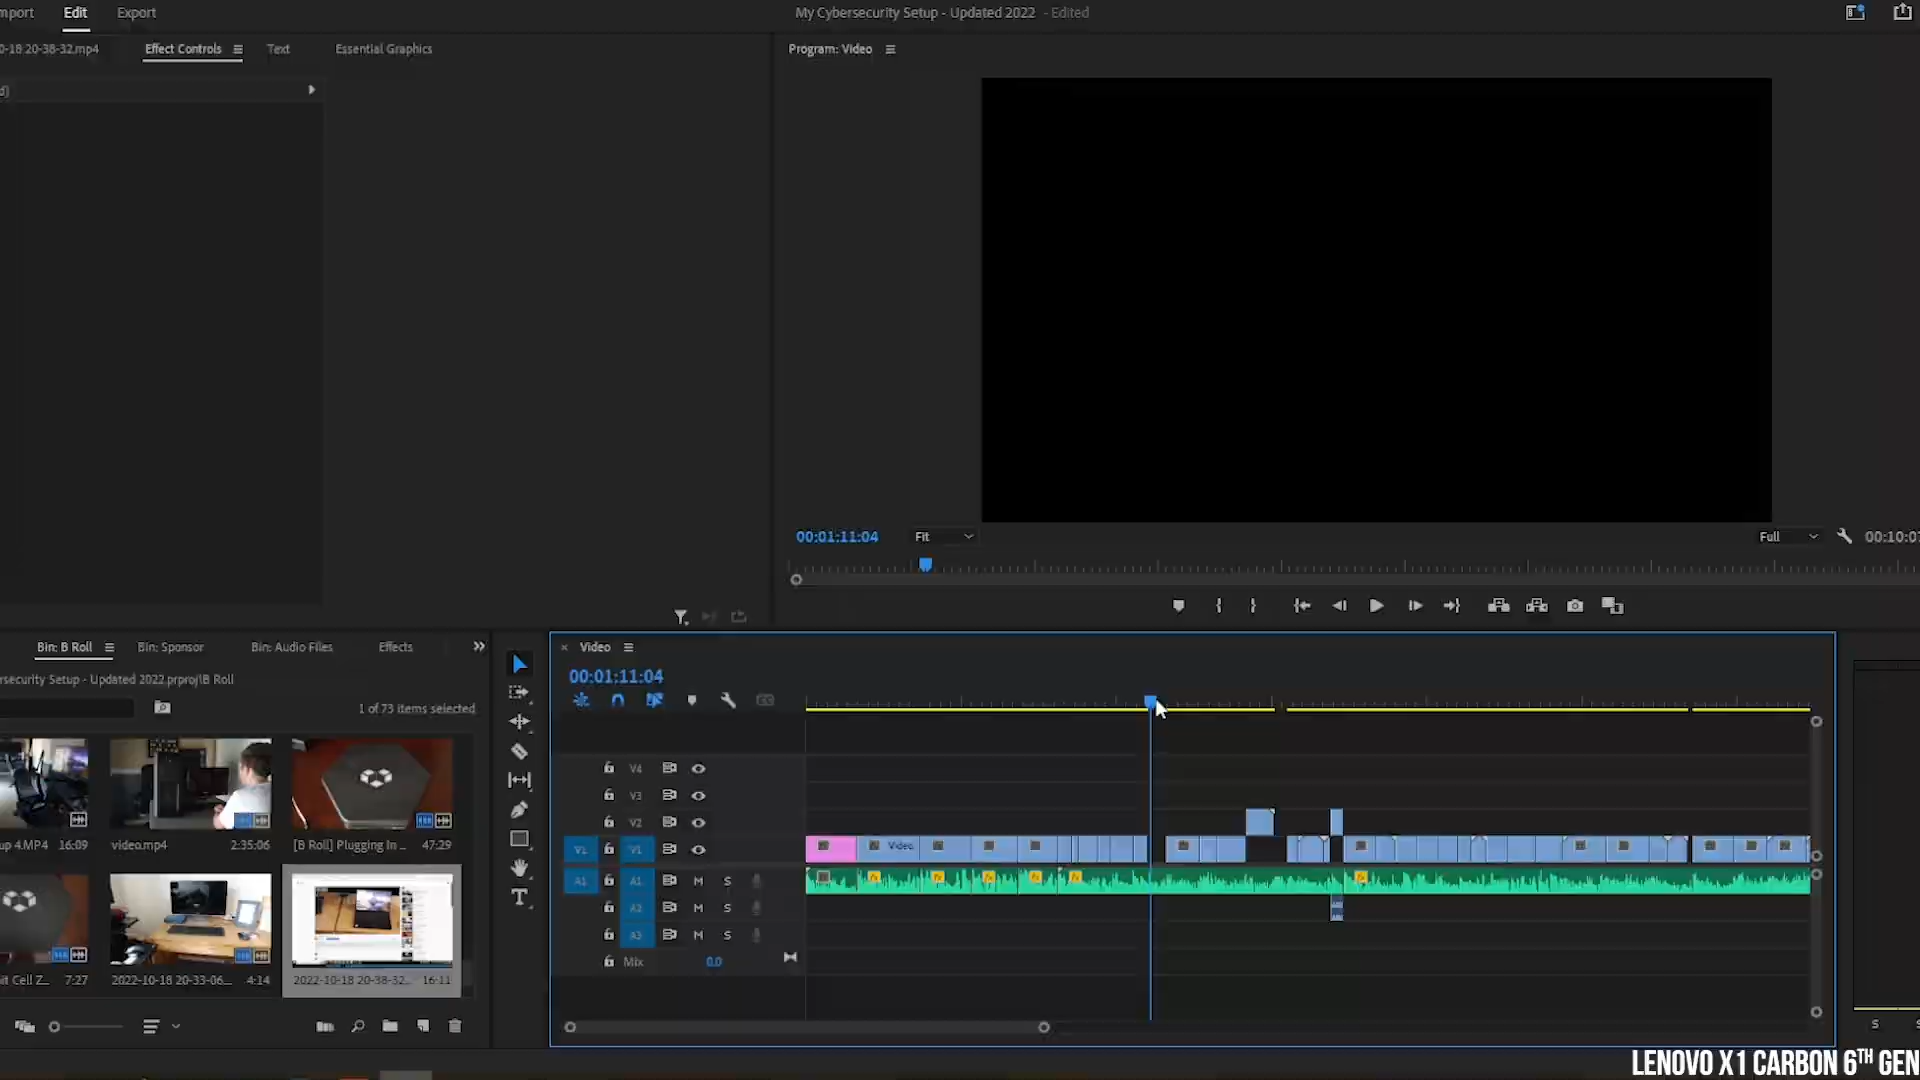 mport Edit Export
My Cybersecurity Setup - Updated 2022 - Edited
0-18 20-38-32.mp4 Effect Controls Text Essential Graphics
Program: Video
d)
00:01:11:04 Fit Full 00:10:07
Bin: B Roll Bin: Sponsor Bin: Audio Files Effects
Video
rsecurity Setup - Updated 2022.prproj\B Roll
00:01:11:04
1 of 73 items selected
V4
V3
V2
V1 V1 Video
A1 A1 M S
A2 M S
A3 M S
Mix 0.0
up 4.MP4 16:09 video.mp4 2:35:06 [B Roll] Plugging In ... 47:29
it Cell Z... 7:27 2022-10-18 20-33-06... 4:14 2022-10-18 20-38-32... 16:11
S S
LENOVO X1 CARBON 6TH GEN